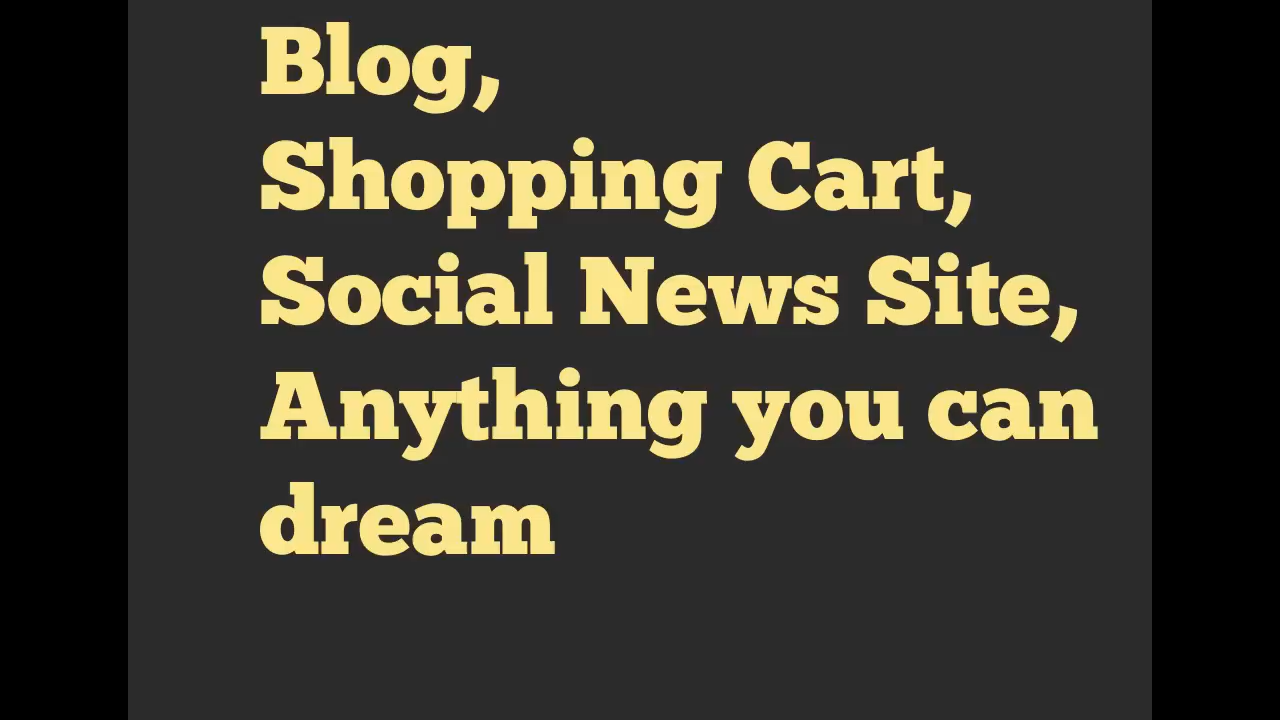 Blog,
Shopping Cart,
Social News Site,
Anything you can
dream